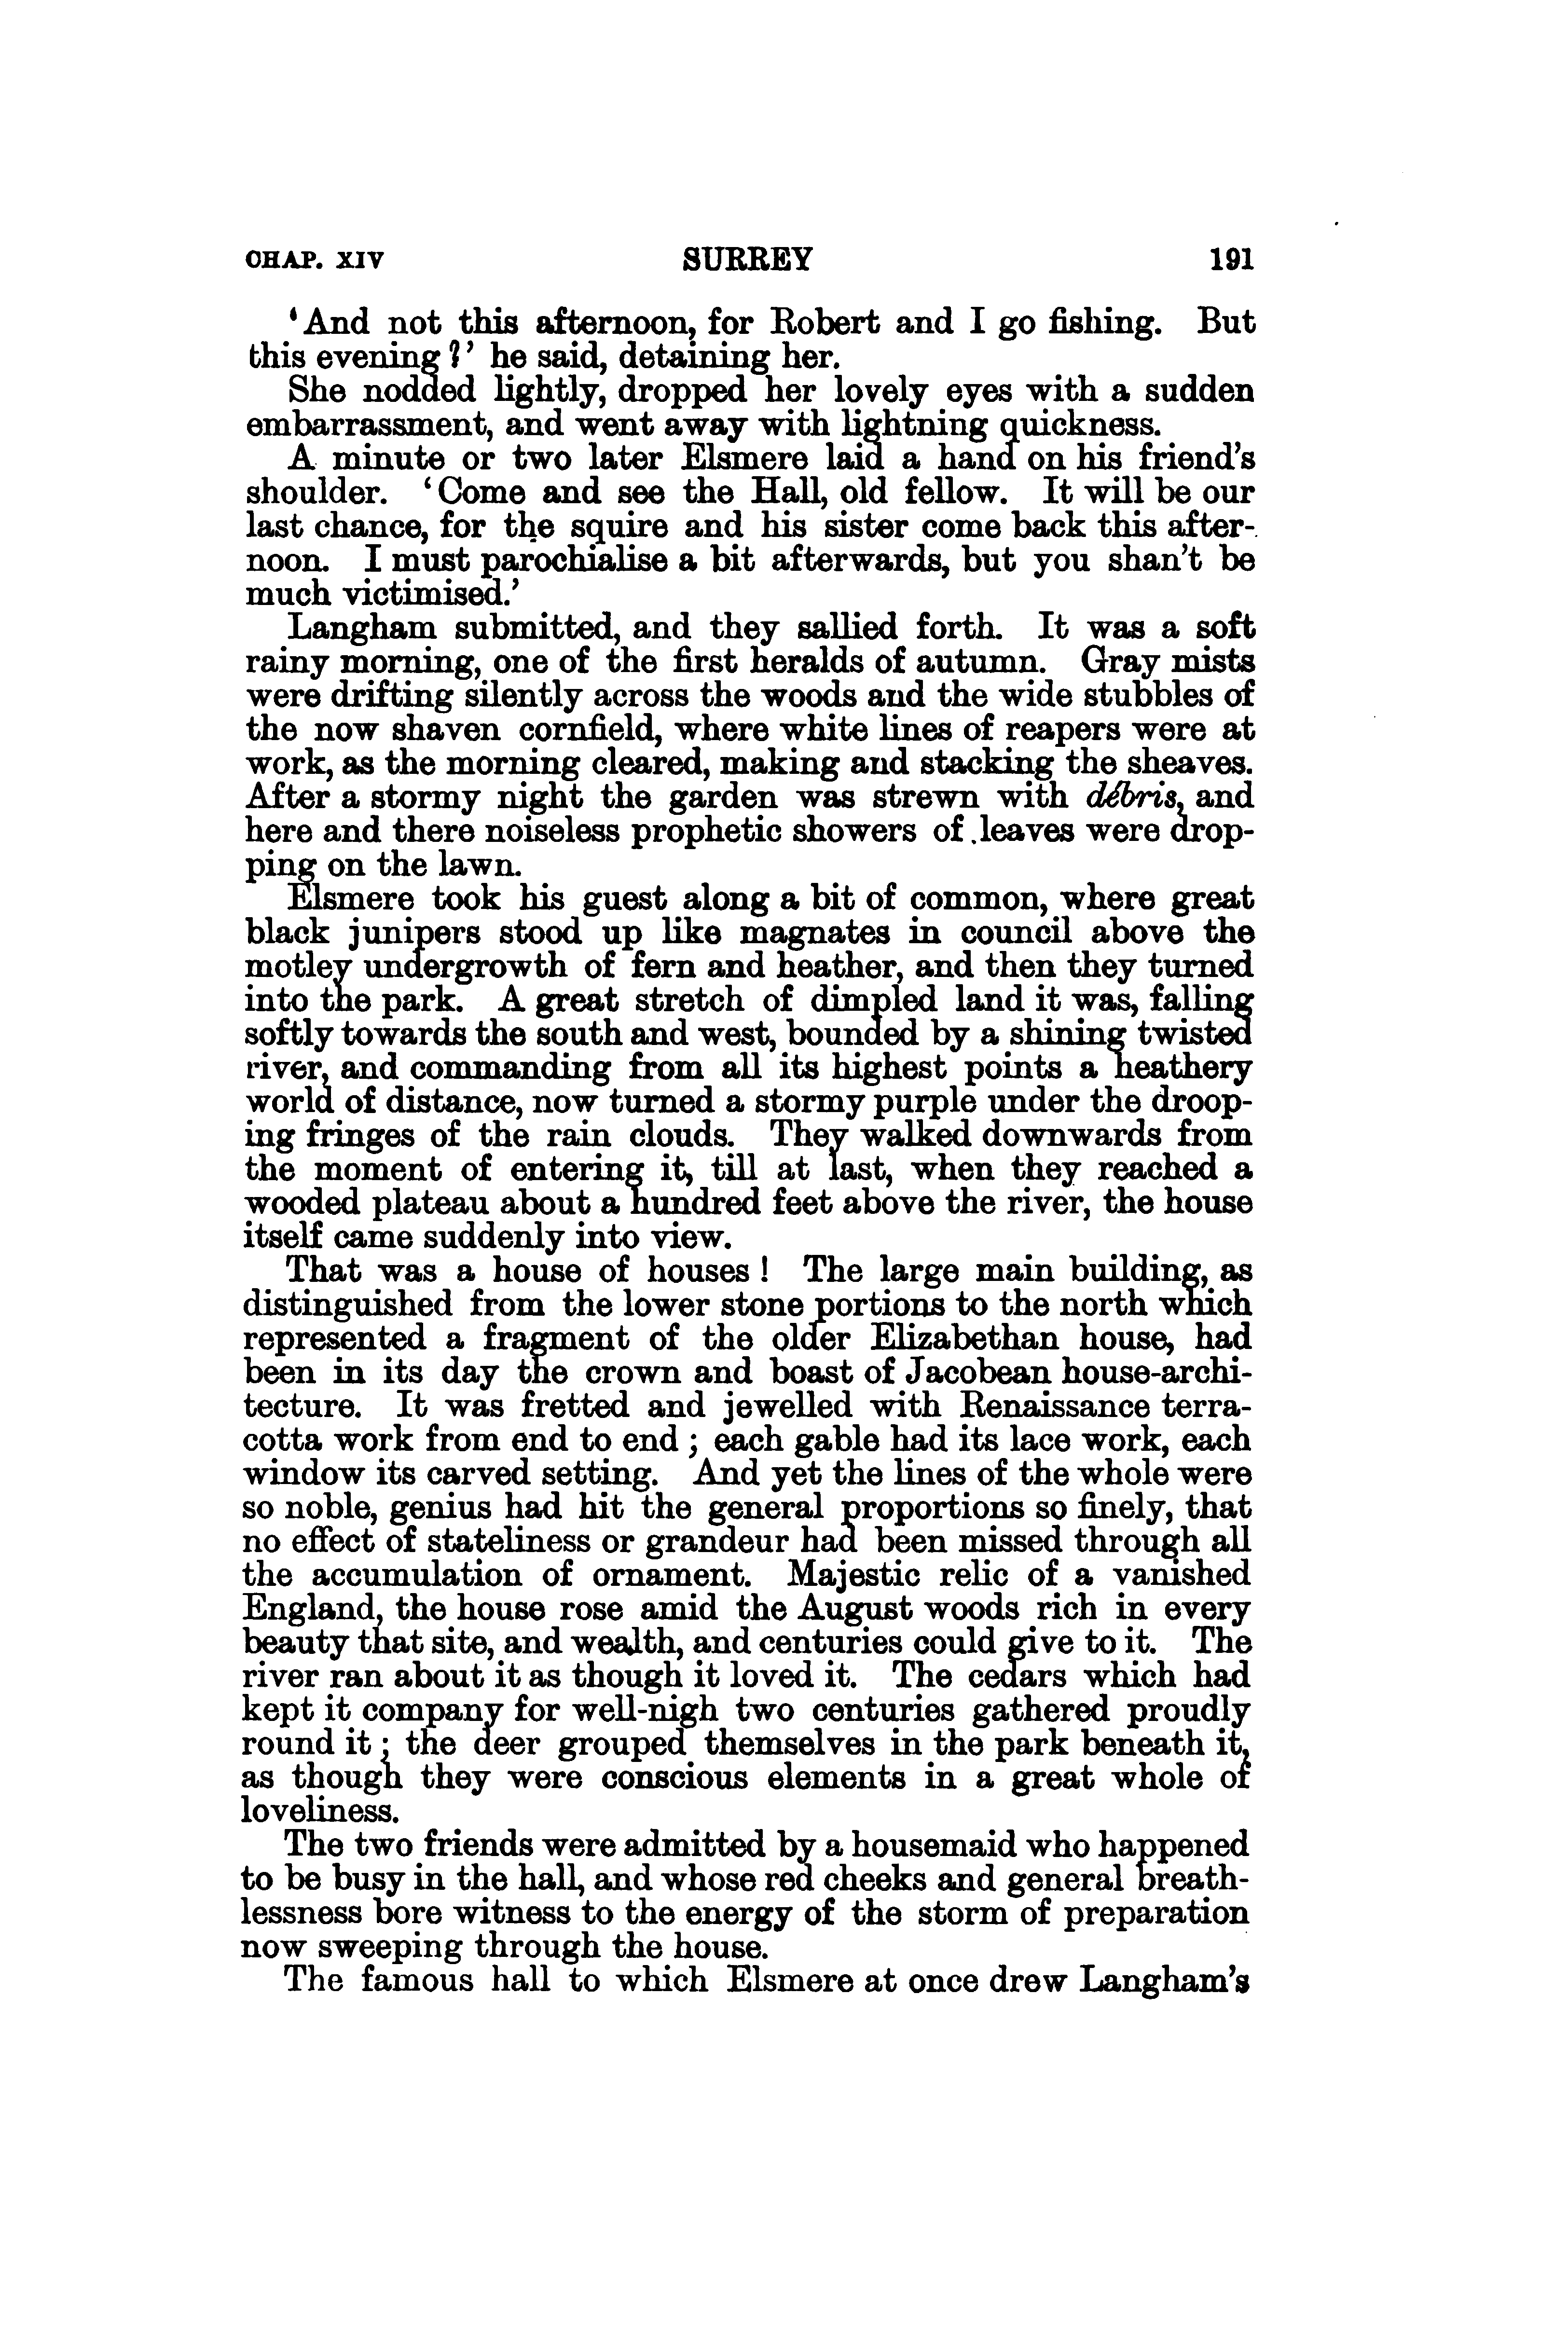 CHAP. XIV SURREY 191
‘And not this afternoon, for Robert and I go fishing. But
this evening?’ he said, detaining her.
She nodded lightly, dropped her lovely eyes with a sudden
embarrassment, and went away with lightning quickness.
A minute or two later Elsmere laid a hand on his friend’s
shoulder. ‘Come and see the Hall, old fellow. It will be our
last chance, for the squire and his sister come back this after-
noon. I must parochialise a bit afterwards, but you shan’t be
much victimised.’
Langham submitted, and they sallied forth. It was a soft
rainy morning, one of the first heralds of autumn. Gray mists
were drifting silently across the woods and the wide stubbles of
the now shaven cornfield, where white lines of reapers were at
work, as the morning cleared, making and stacking the sheaves.
After a stormy night the garden was strewn with débris, and
here and there noiseless prophetic showers of leaves were drop-
ping on the lawn.
Elsmere took his guest along a bit of common, where great
black junipers stood up like magnates in council above the
motley undergrowth of fern and heather, and then they turned
into the park. A great stretch of dimpled land it was, falling
softly towards the south and west, bounded by a shining twisted
river, and commanding from all its highest points a heathery
world of distance, now turned a stormy purple under the droop-
ing fringes of the rain clouds. They walked downwards from
the moment of entering it, till at last, when they reached a
wooded plateau about a hundred feet above the river, the house
itself came suddenly into view.
That was a house of houses! The large main building, as
distinguished from the lower stone portions to the north which
represented a fragment of the older Elizabethan house, had
been in its day the crown and boast of Jacobean house-archi-
tecture. It was fretted and jewelled with Renaissance terra-
cotta work from end to end; each gable had its lace work, each
window its carved setting. And yet the lines of the whole were
so noble, genius had hit the general proportions so finely, that
no effect of stateliness or grandeur had been missed through all
the accumulation of ornament. Majestic relic of a vanished
England, the house rose amid the August woods rich in every
beauty that site, and wealth, and centuries could give to it. The
river ran about it as though it loved it. The cedars which had
kept it company for well-nigh two centuries gathered proudly
round it; the deer grouped themselves in the park beneath it,
as though they were conscious elements in a great whole of
loveliness.
The two friends were admitted by a housemaid who happened
to be busy in the hall, and whose red cheeks and general breath-
lessness bore witness to the energy of the storm of preparation
now sweeping through the house.
The famous hall to which Elsmere at once drew Langham’s